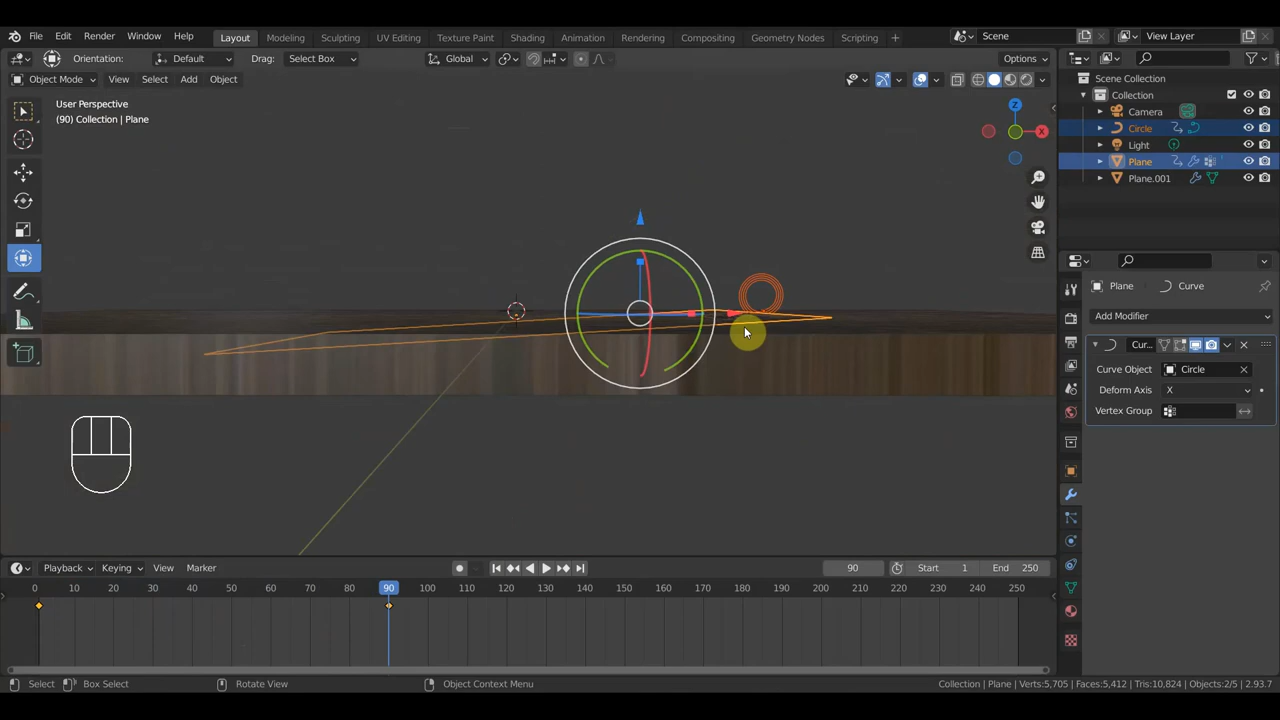 File Edit Render Window Help Layout Modeling Sculpting UV Editing Texture Paint Shading Animation Rendering Compositing Geometry Nodes Scripting + Scene View Layer
Orientation: Default Drag: Select Box Global Options
Object Mode View Select Add Object
User Perspective
(90) Collection | Plane
X
Z
Scene Collection
Collection
Camera
Circle
Light
Plane
Plane.001
Plane Curve
Add Modifier
Cur...
Curve Object Circle
Deform Axis X
Vertex Group
Playback Keying View Marker 90 Start 1 End 250
0 10 20 30 40 50 60 70 80 90 100 110 120 130 140 150 160 170 180 190 200 210 220 230 240 250
Select Box Select Rotate View Object Context Menu Collection | Plane | Verts:5,705 | Faces:5,412 | Tris:10,824 | Objects:2/5 | 2.93.7